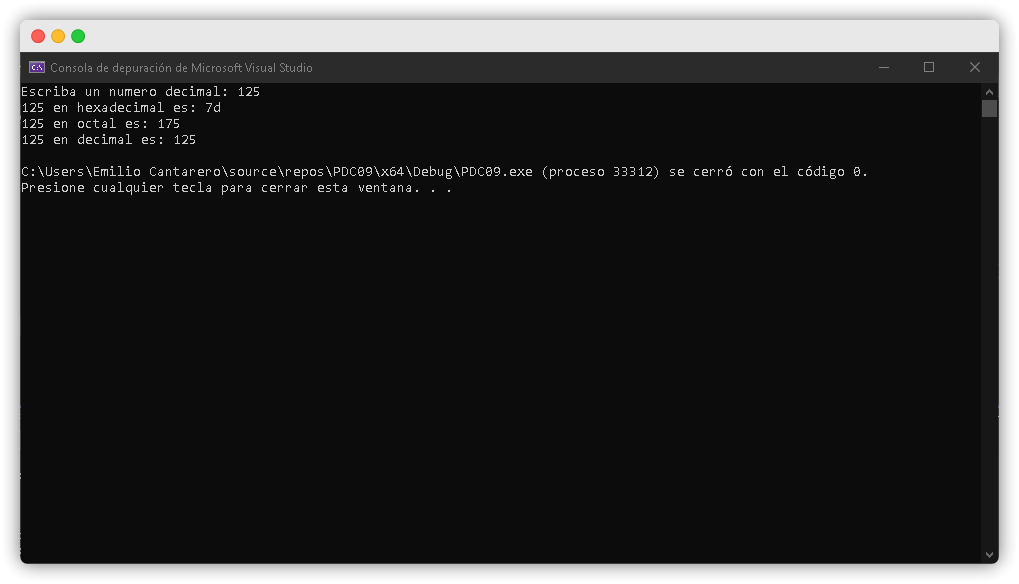 Consola de depuración de Microsoft Visual Studio
Escriba un numero decimal: 125
125 en hexadecimal es: 7d
125 en octal es: 175
125 en decimal es: 125
C:\Users\Emilio Cantarero\source\repos\PDC09\x64\Debug\PDC09.exe (proceso 33312) se cerró con el código 0.
Presione cualquier tecla para cerrar esta ventana. . .